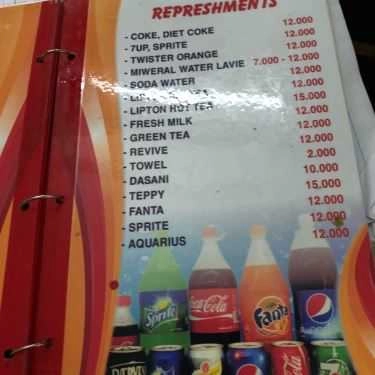 REFRESHMENTS
- COKE, DIET COKE 12.000
- 7UP, SPRITE 12.000
- TWISTER ORANGE 12.000
- MIWERAL WATER LAVIE 7.000 - 12.000
- SODA WATER 12.000
- LIPTON 12.000
- LIPTON HOT TEA 15.000
- FRESH MILK 12.000
- GREEN TEA 12.000
- REVIVE 12.000
- TOWEL 2.000
- DASANI 10.000
- TEPPY 15,000
- FANTA 12.000
- SPRITE 12.000
- AQUARIUS 12.000
Sprite
Coca-Cola
Fanta